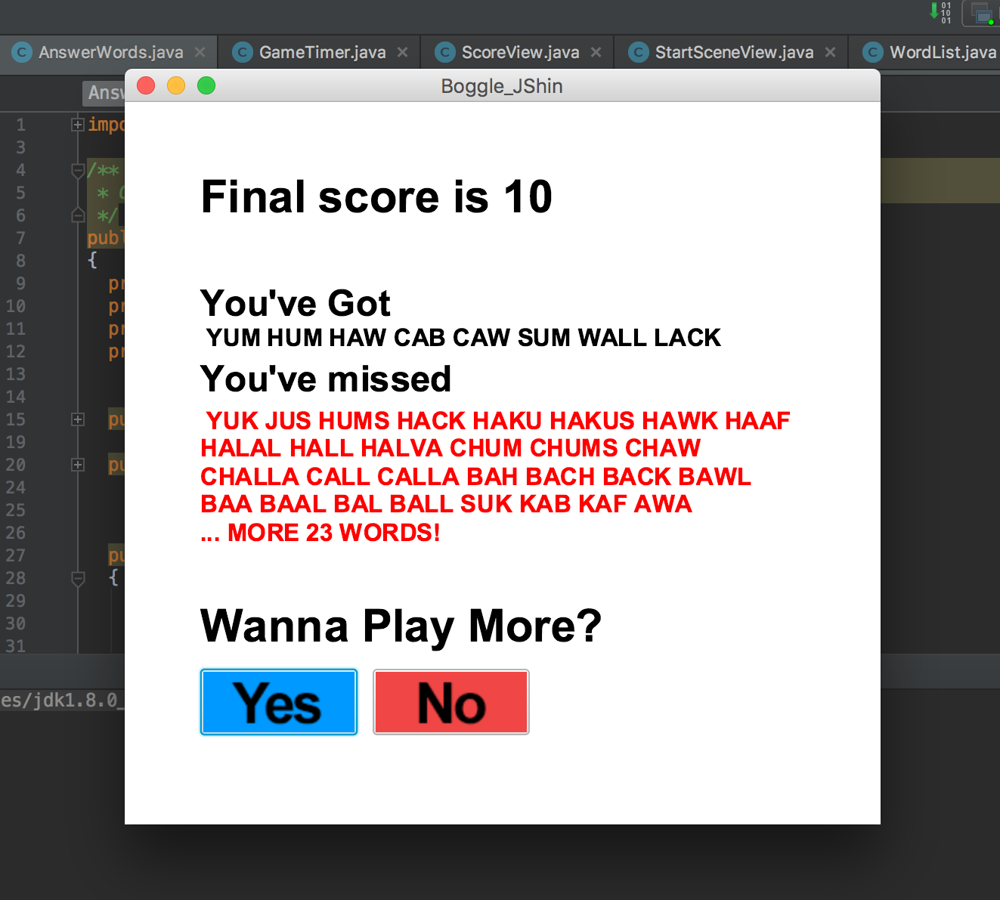 01
10
01
AnswerWords.java GameTimer.java ScoreView.java StartSceneView.java WordList.java
Boggle_JShin
Answ
1 impo
3
4 /**
5 *
6 */
7 publ
8 {
9 pr
10 pr
11 pr
12 pr
13
14
15 pu
19
20 pu
24
25
26
27 pu
28 {
29
30
31
Final score is 10
You've Got
YUM HUM HAW CAB CAW SUM WALL LACK
You've missed
YUK JUS HUMS HACK HAKU HAKUS HAWK HAAF
HALAL HALL HALVA CHUM CHUMS CHAW
CHALLA CALL CALLA BAH BACH BACK BAWL
BAA BAAL BAL BALL SUK KAB KAF AWA
... MORE 23 WORDS!
Wanna Play More?
Yes No
es/jdk1.8.0_